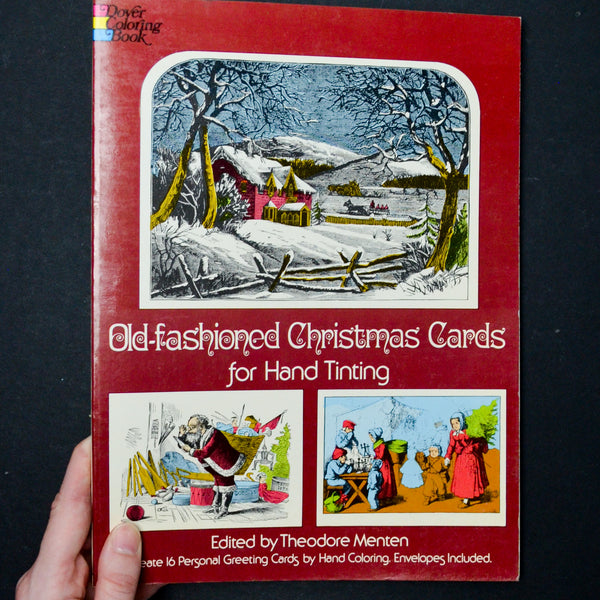 Dover
Coloring
Book
Old-fashioned Christmas Cards
for Hand Tinting
Edited by Theodore Menten
eate 16 Personal Greeting Cards by Hand Coloring. Envelopes Included.